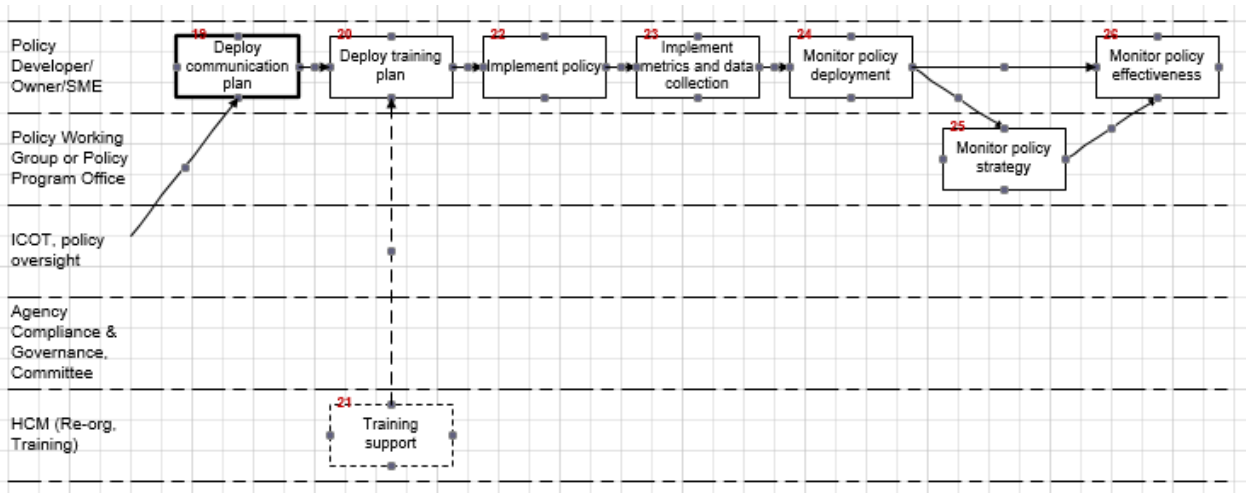 Policy
Developer/
Owner/SME
19
Deploy
communication
plan
20
Deploy training
plan
22
Implement policy
23
Implement
metrics and data
collection
24
Monitor policy
deployment
26
Monitor policy
effectiveness
Policy Working
Group or Policy
Program Office
25
Monitor policy
strategy
ICOT, policy
oversight
Agency
Compliance &
Governance,
Committee
HCM (Re-org,
Training)
21
Training
support